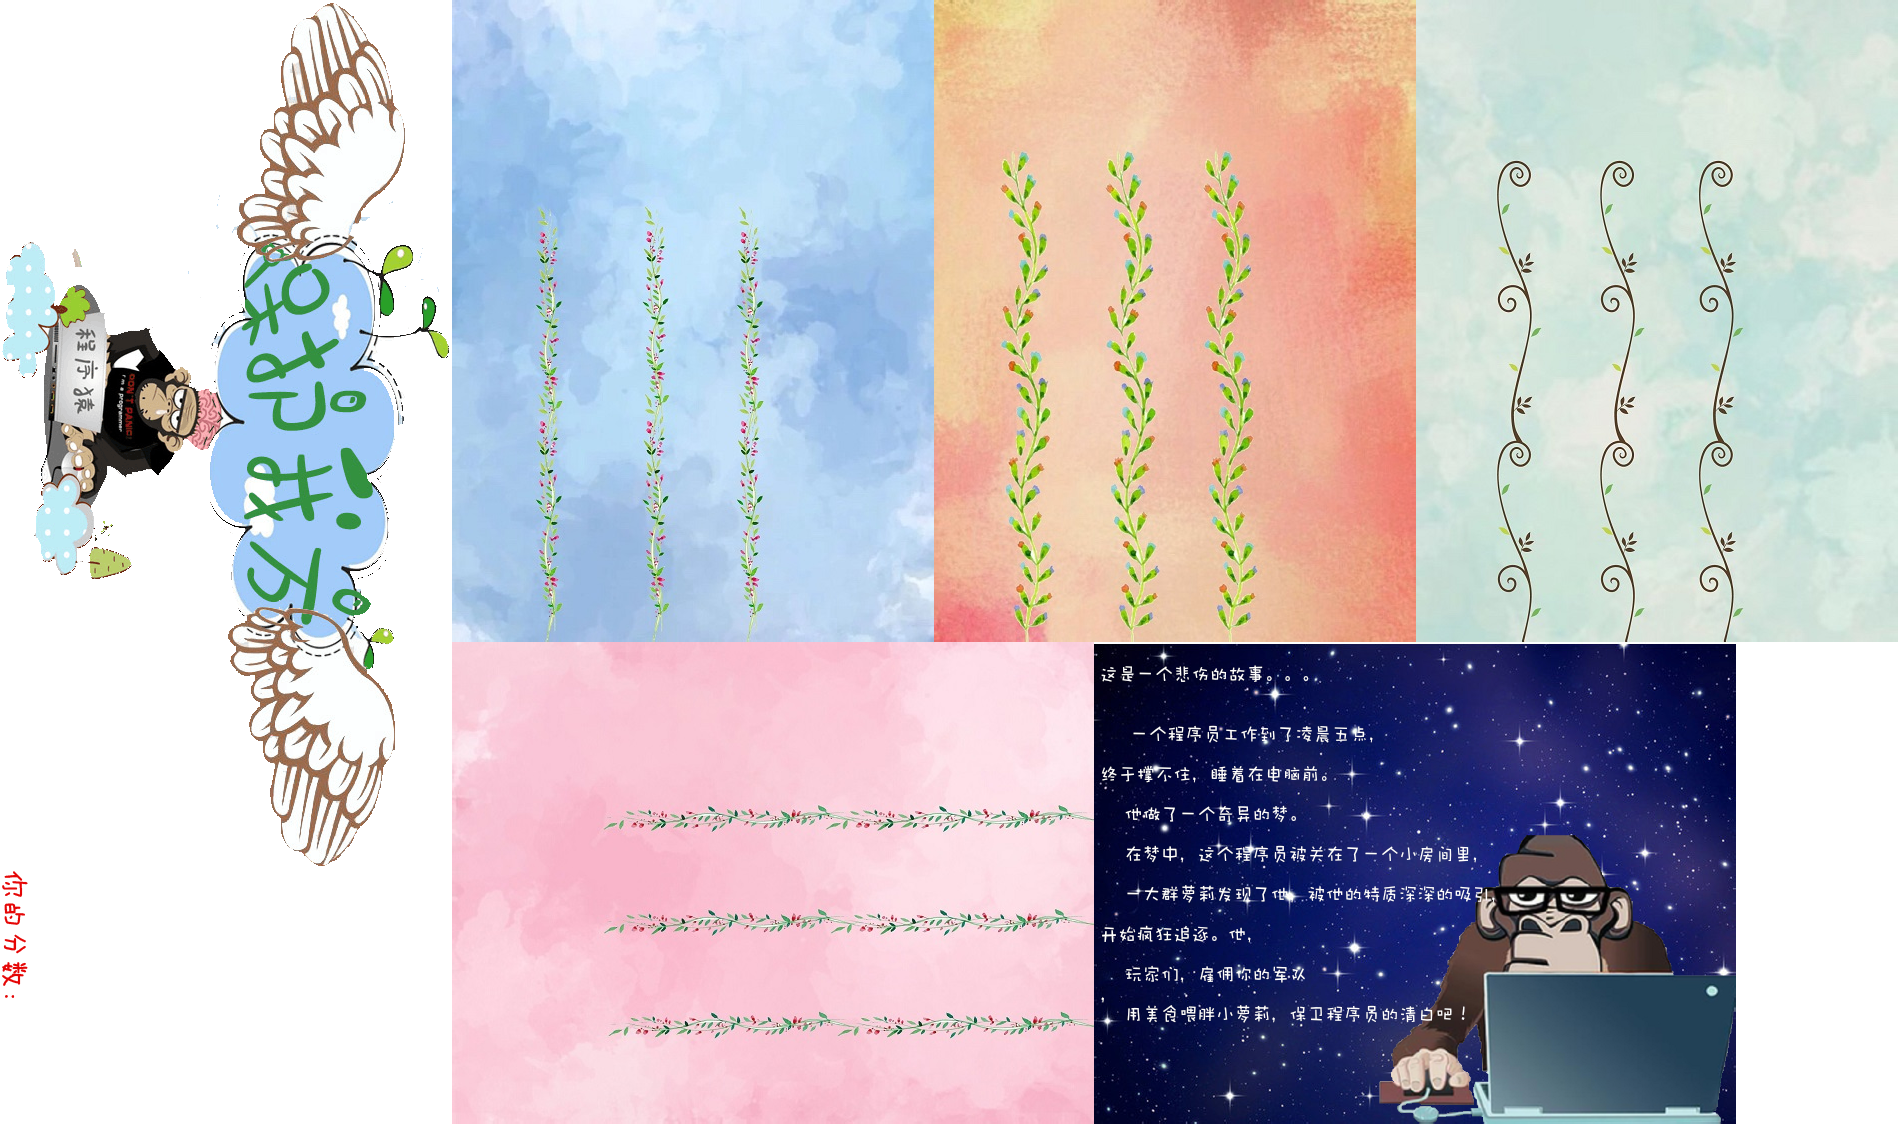 保护我方
程序猿
DON'T PANIC!
I'm a programmer
你的分数：
这是一个悲伤的故事。。。
一个程序员工作到了凌晨五点，
终于撑不住，睡着在电脑前。
他做了一个奇异的梦。
在梦中，这个程序员被关在了一个小房间里，
一大群萝莉发现了他，被他的特质深深的吸引，
开始疯狂追逐。他，
玩家们，雇佣你的军队
，
用美食喂胖小萝莉，保卫程序员的清白吧！